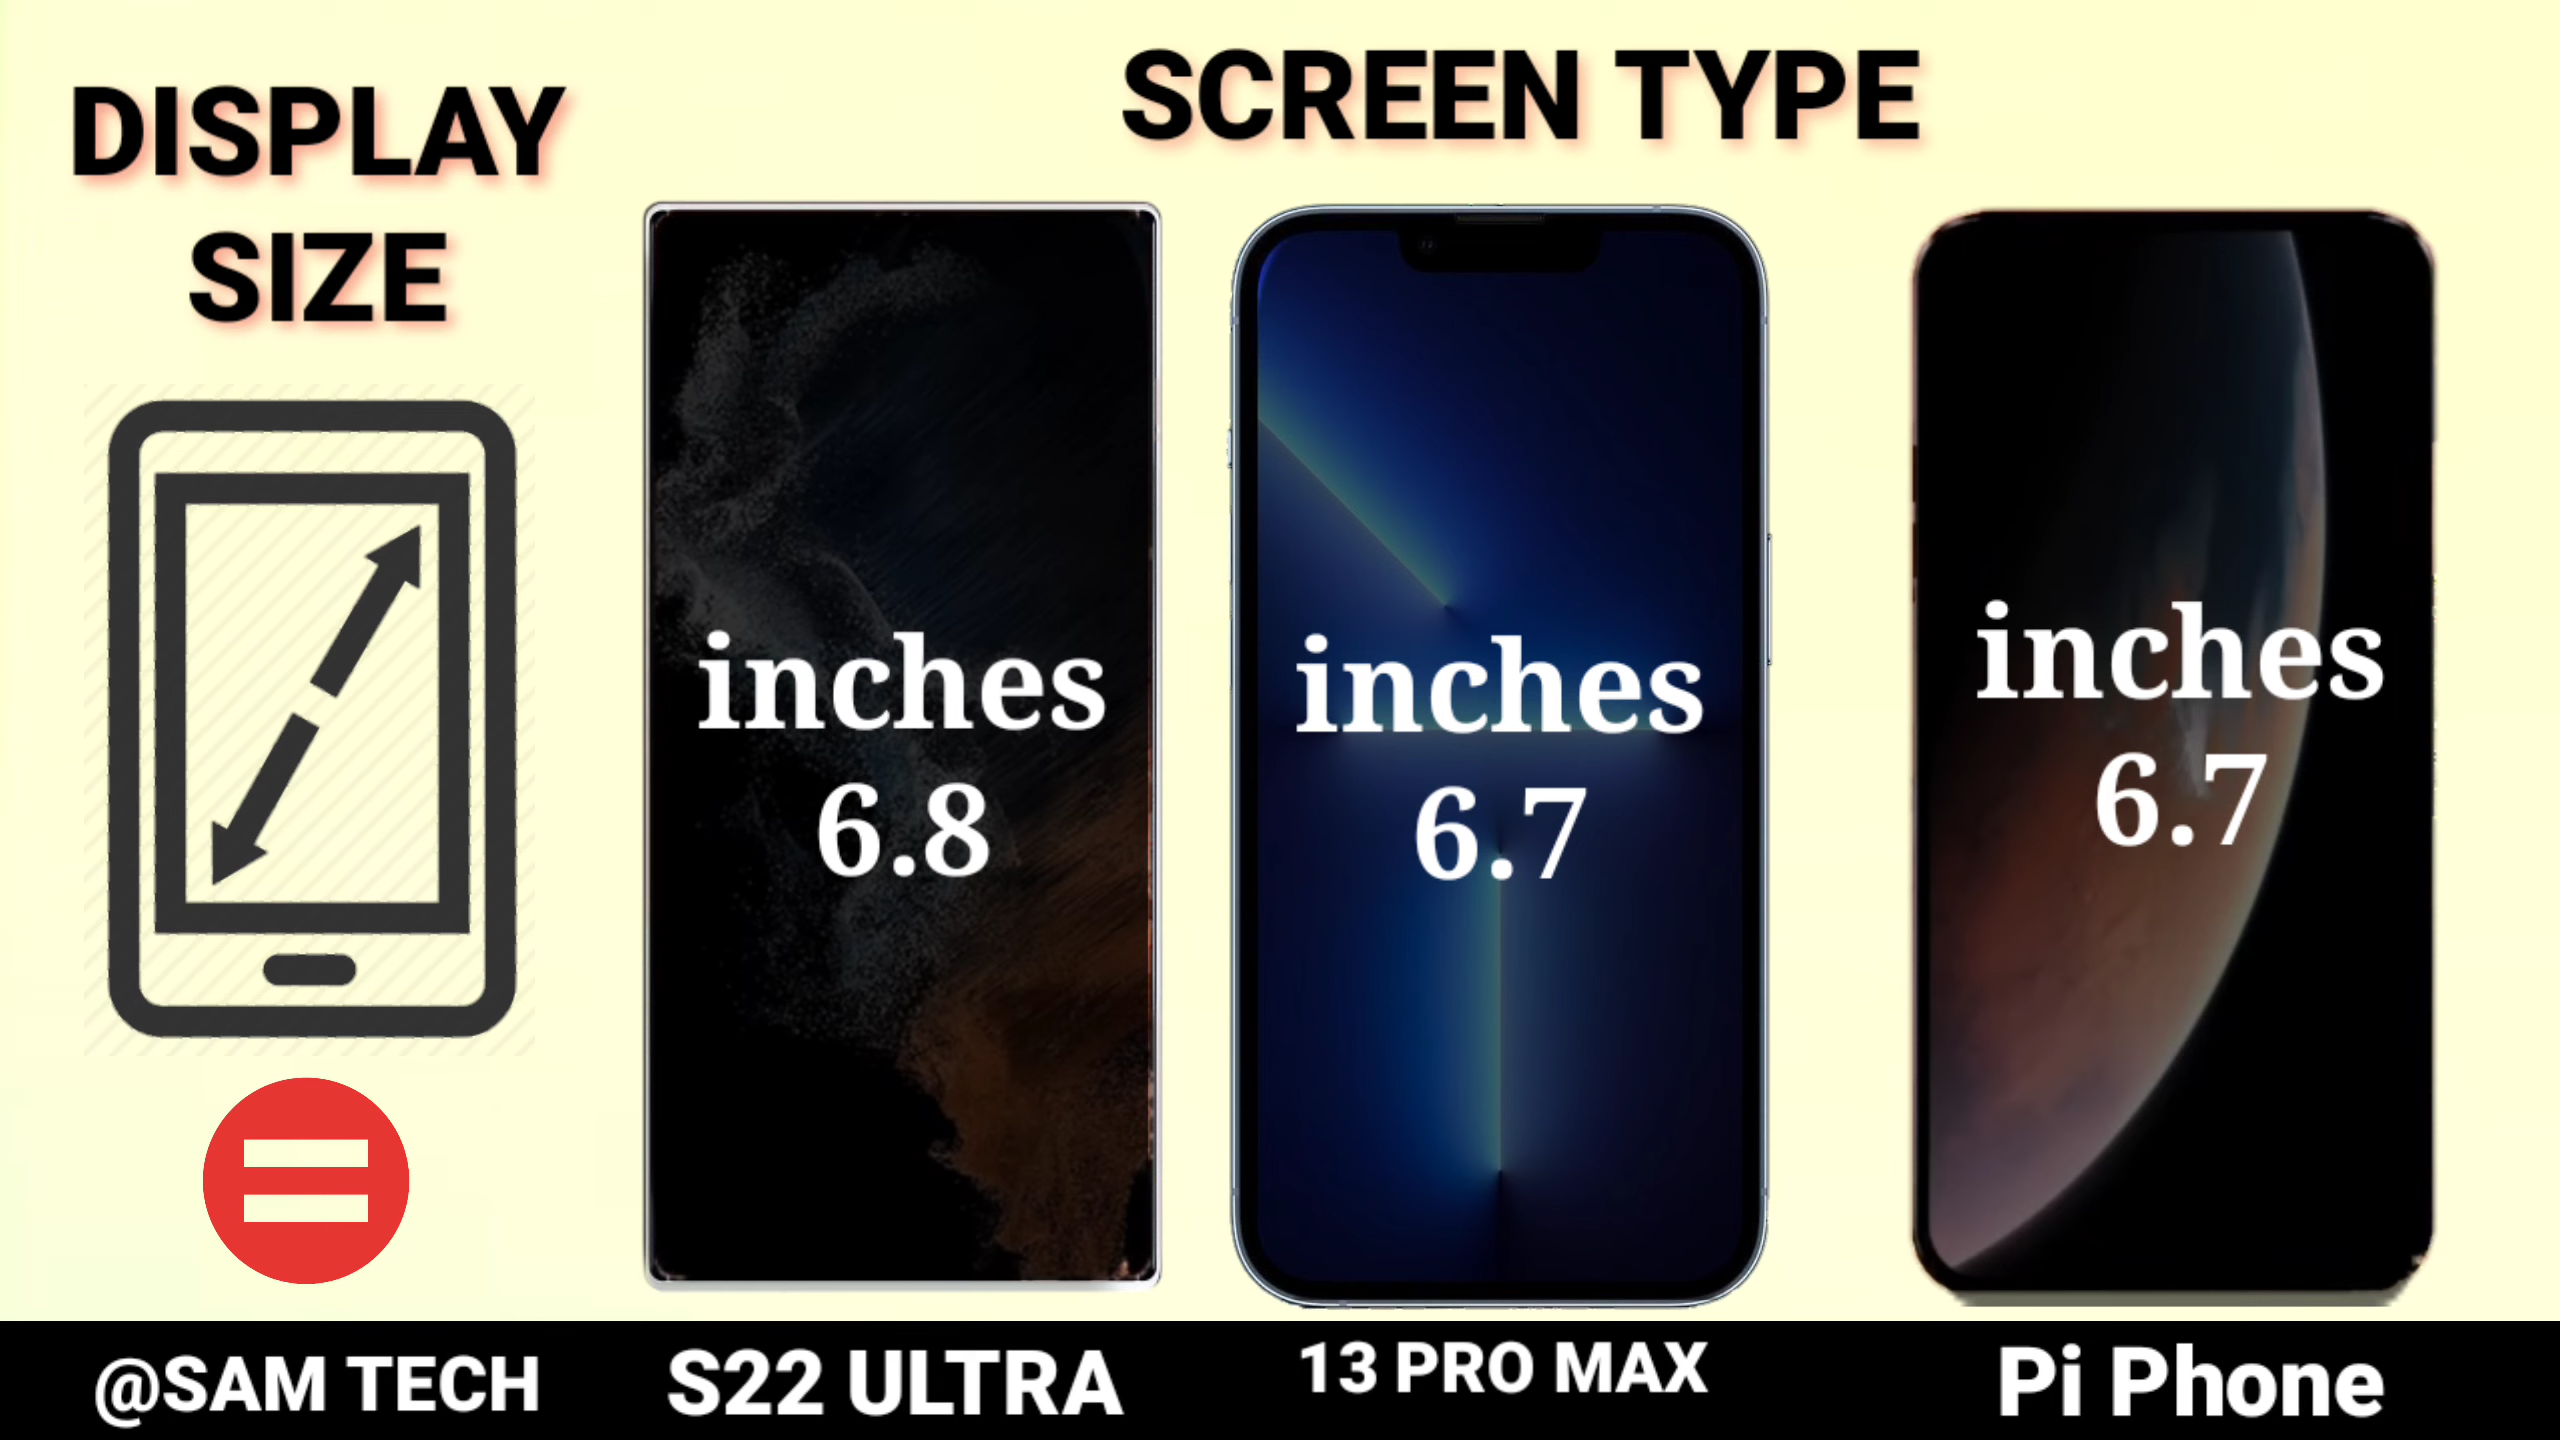 DISPLAY
SIZE
SCREEN TYPE
inches
6.8
inches
6.7
inches
6.7
@SAM TECH
S22 ULTRA
13 PRO MAX
Pi Phone